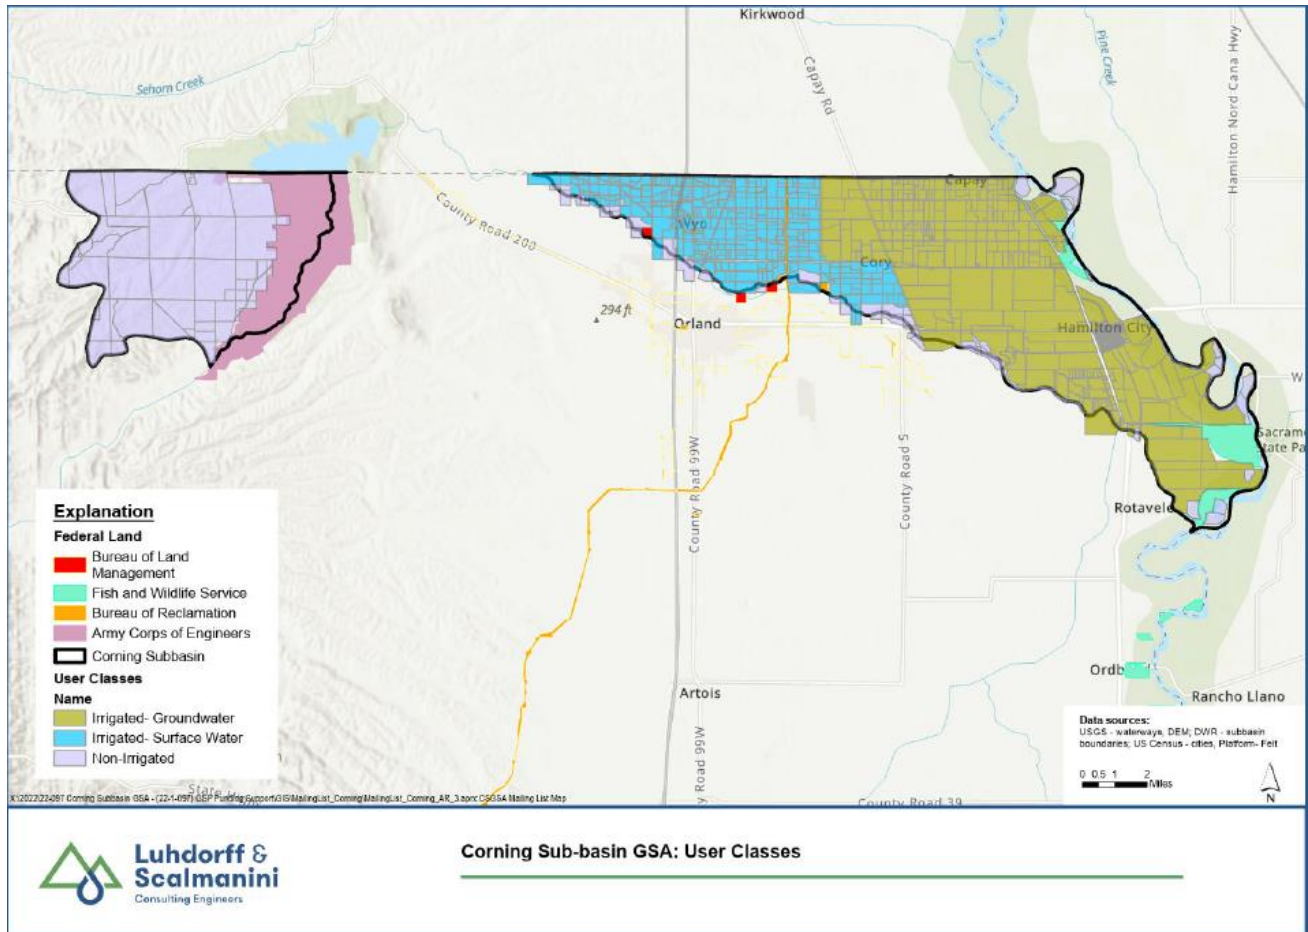 Kirkwood
Sehorn Creek
Capay Rd
Pine Creek
Hamilton Nord Cana Hwy
Capay
County Road 200
Wyo
Cory
294 ft
Orland
Hamilton City
W
Sacram
State Pa
County Road 99W
County Road S
Rotavele
Explanation
Federal Land
Bureau of Land
Management
Fish and Wildlife Service
Bureau of Reclamation
Army Corps of Engineers
Corning Subbasin
User Classes
Name
Irrigated- Groundwater
Irrigated- Surface Water
Non-Irrigated
Artois
Ordb
Rancho Llano
Data sources:
USGS - waterways, DEM; DWR - subbasin
boundaries; US Census - cities, Platform- Felt
0 0.5 1 2
Miles
N
y Road 99W
County Road 39
State H
Luhdorff &
Scalmanini
Consulting Engineers
Corning Sub-basin GSA: User Classes